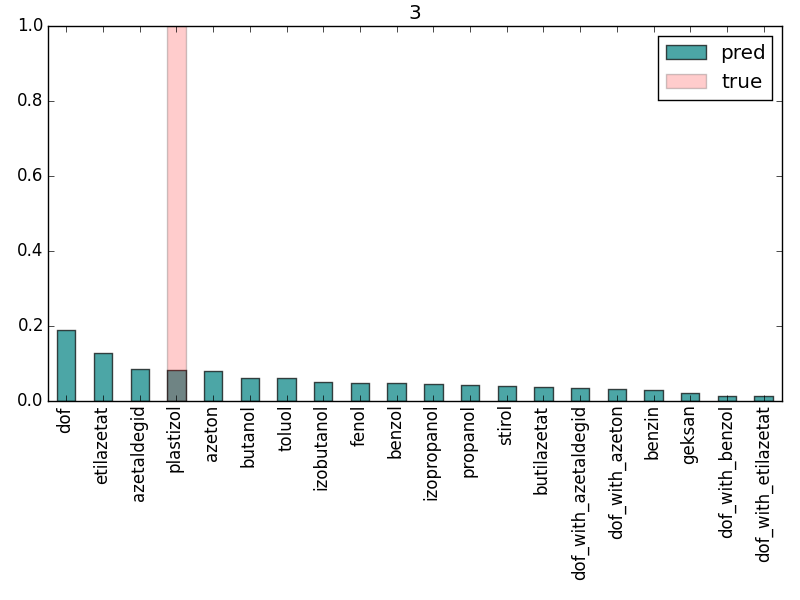 3
1.0
0.8
0.6
0.4
0.2
0.0
pred
true
dof
etilazetat
azetaldegid
plastizol
azeton
butanol
toluol
izobutanol
fenol
benzol
izopropanol
propanol
stirol
butilazetat
dof_with_azetaldegid
dof_with_azeton
benzin
geksan
dof_with_benzol
dof_with_etilazetat